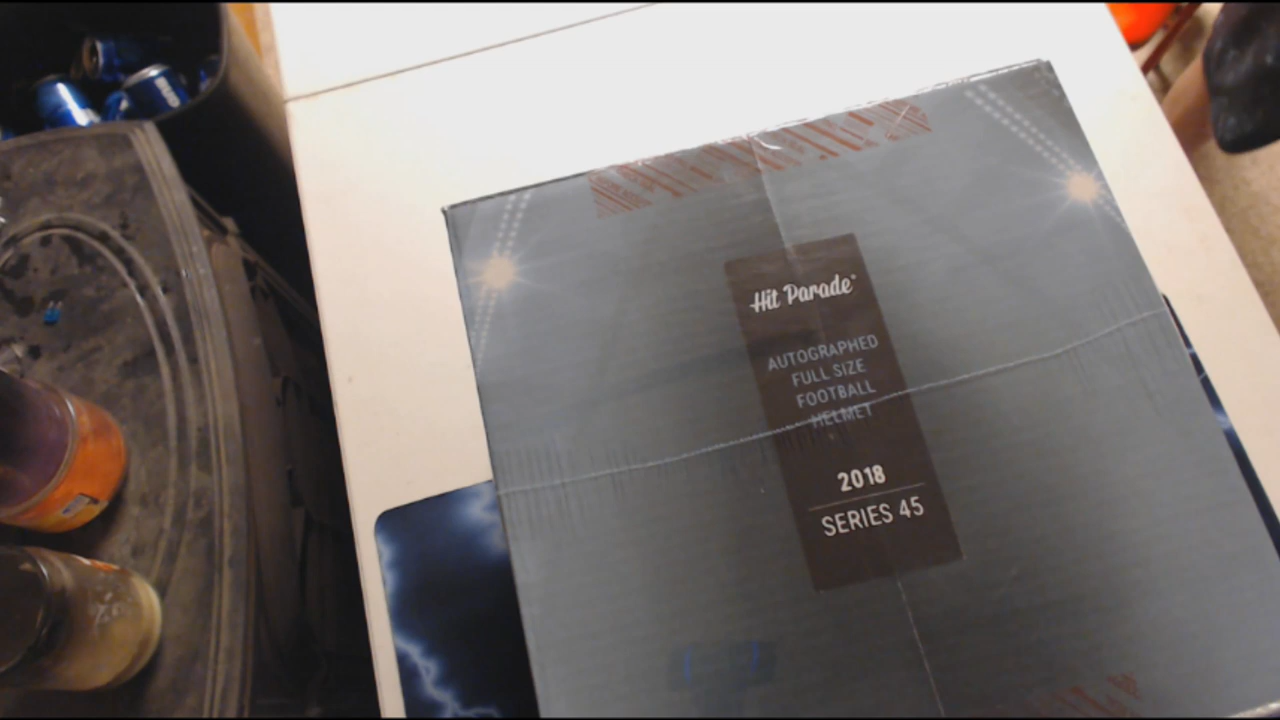 Hit Parade®
AUTOGRAPHED
FULL SIZE
FOOTBALL
HELMET
2018
SERIES 45